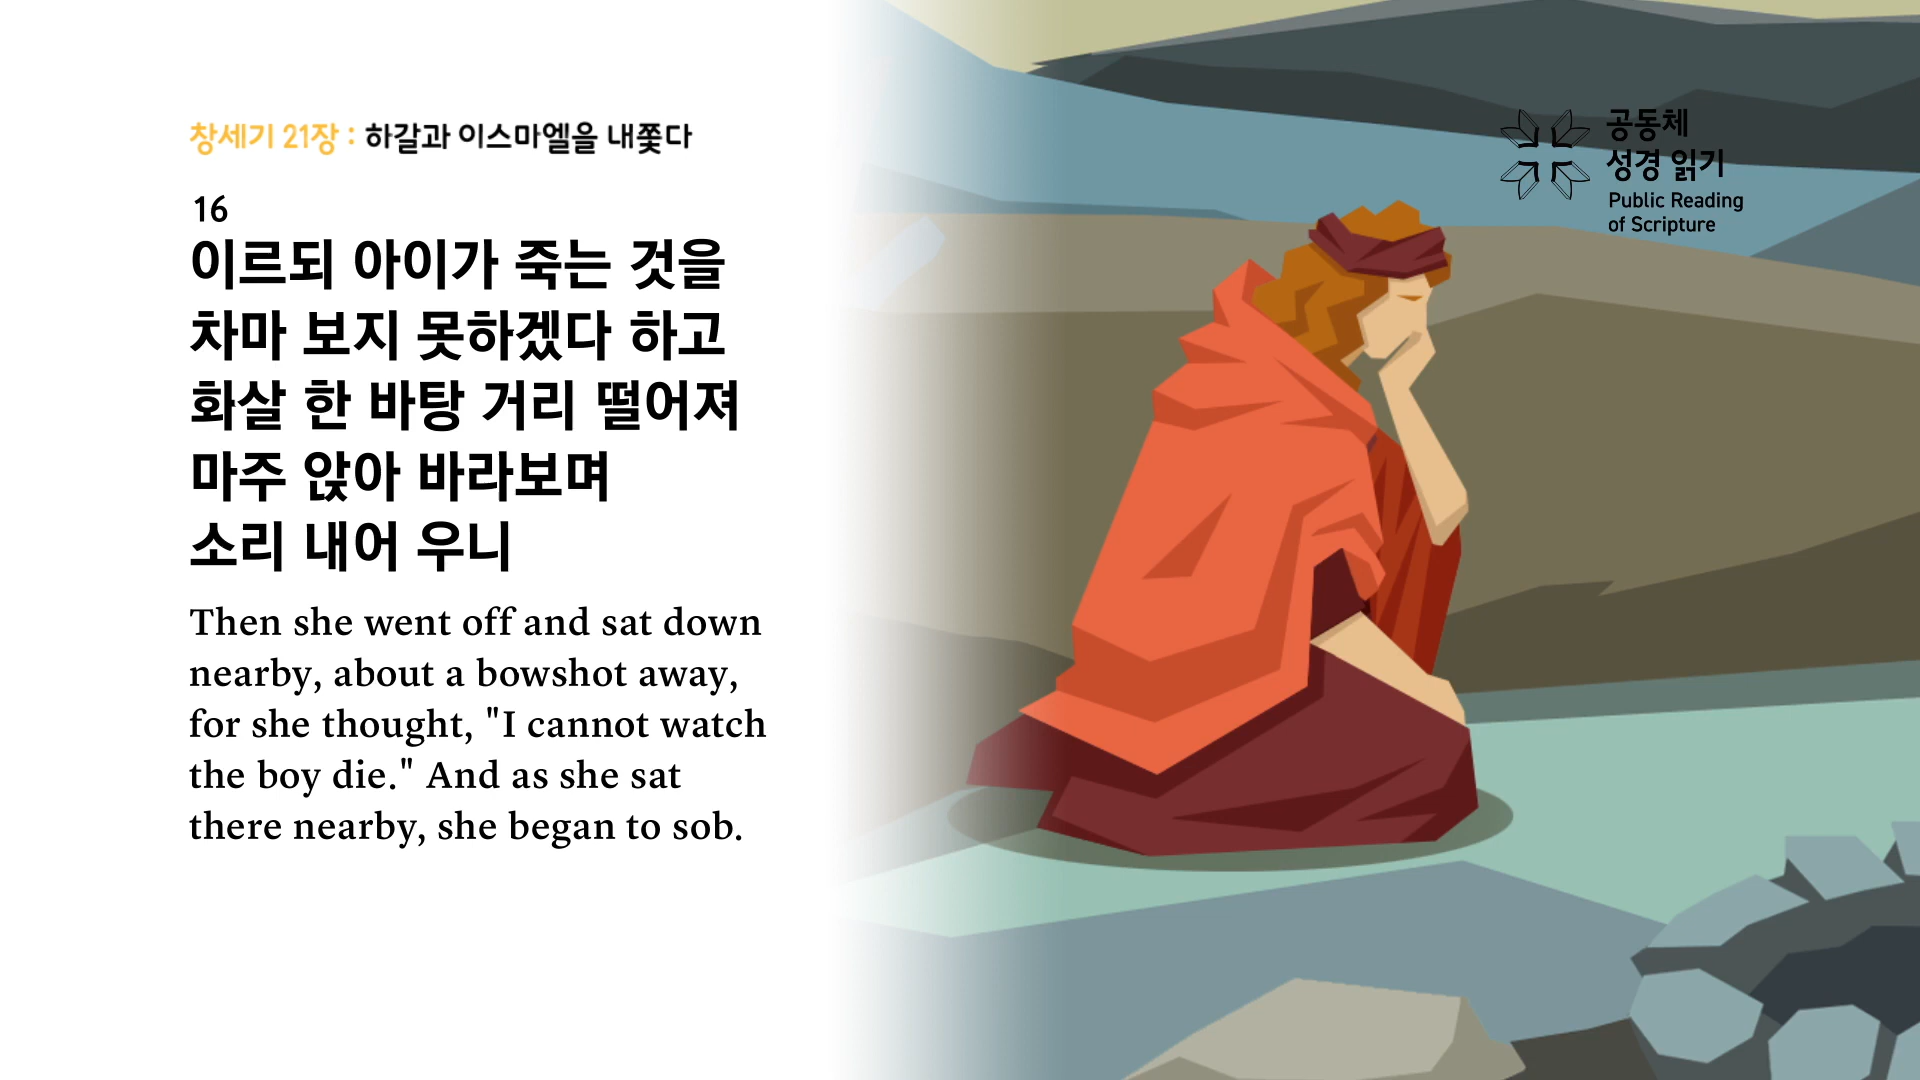 창세기 21장 : 하갈과 이스마엘을 내쫓다
16
이르되 아이가 죽는 것을
차마 보지 못하겠다 하고
화살 한 바탕 거리 떨어져
마주 앉아 바라보며
소리 내어 우니
Then she went off and sat down
nearby, about a bowshot away,
for she thought, "I cannot watch
the boy die." And as she sat
there nearby, she began to sob.
공동체
성경 읽기
Public Reading
of Scripture